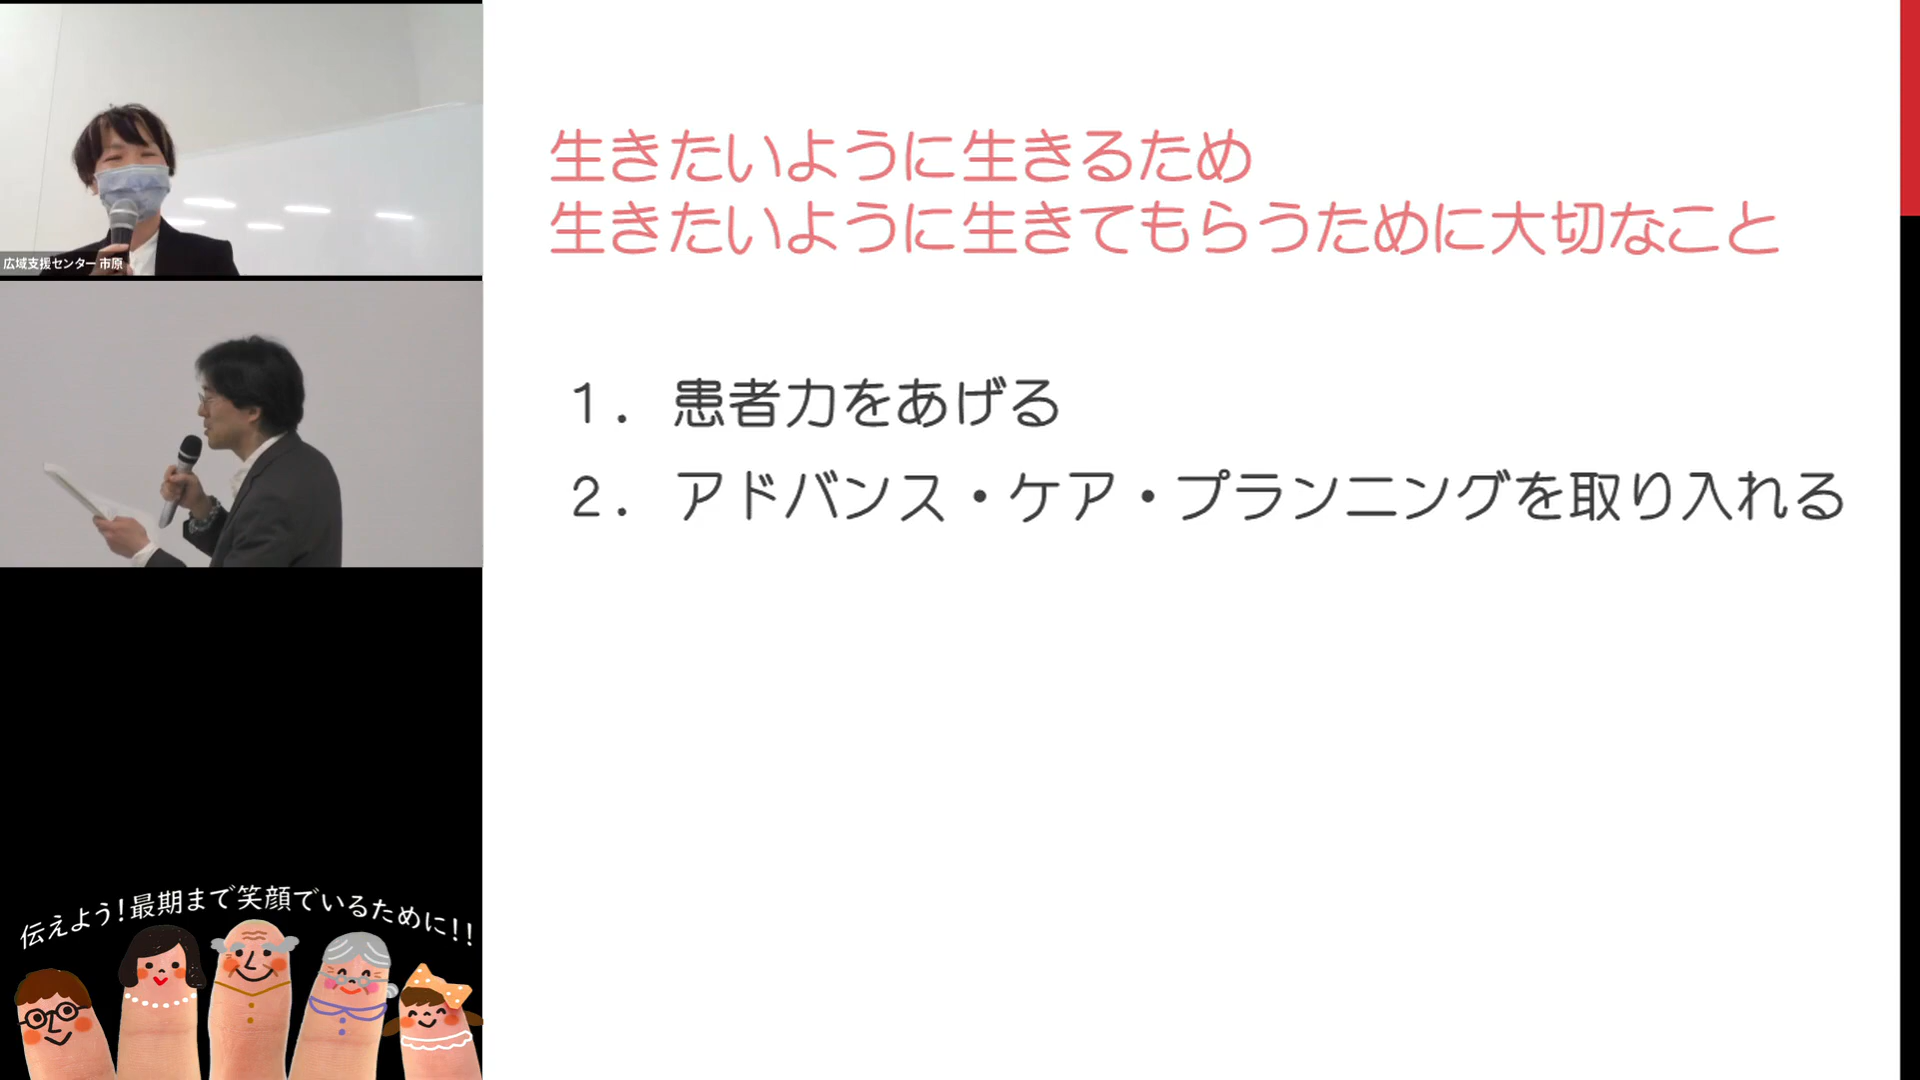 広域支援センター 市原
生きたいように生きるため
生きたいように生きてもらうために大切なこと
１．患者力をあげる
２．アドバンス・ケア・プランニングを取り入れる
伝えよう！最期まで笑顔でいるために！！